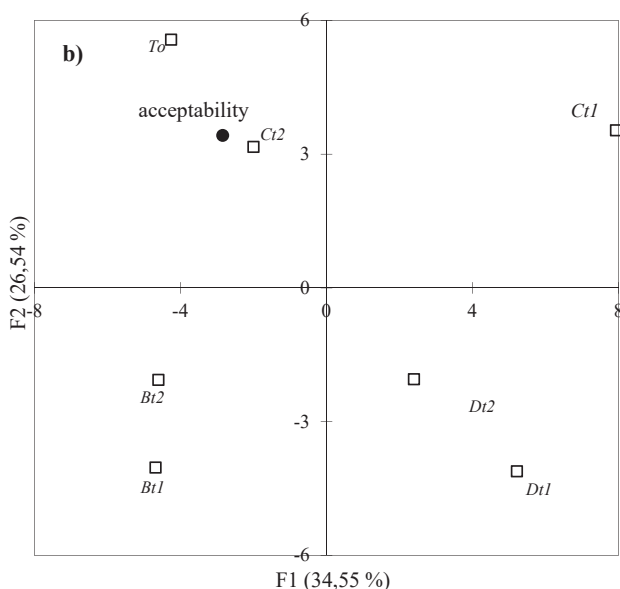 6
b)
To
acceptability
Ct2
Ct1
3
0
-8
-4
0
4
8
F2 (26,54 %)
Bt2
Dt2
-3
Bt1
Dt1
-6
F1 (34,55 %)